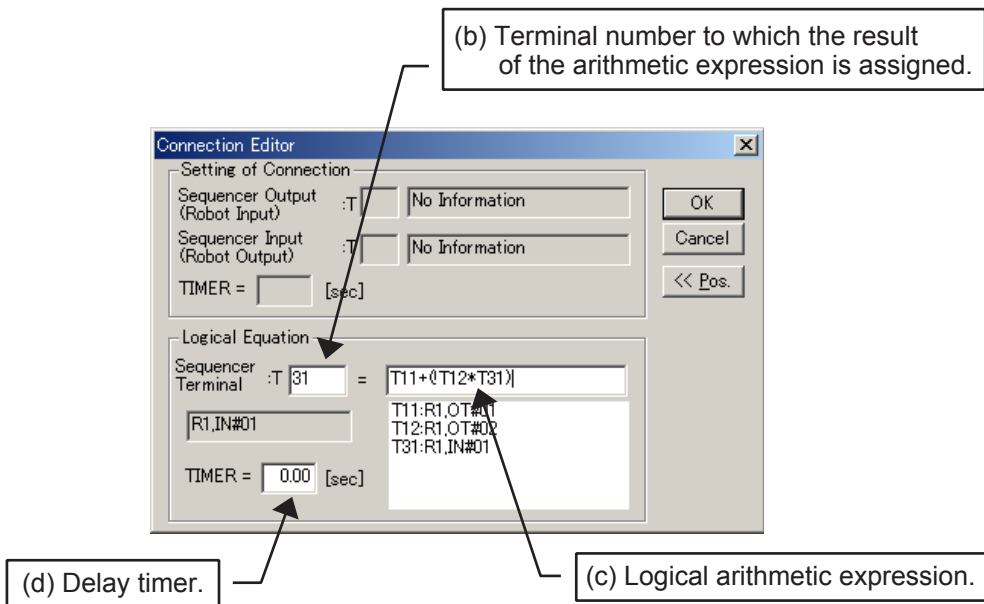 (b) Terminal number to which the result
of the arithmetic expression is assigned.
Connection Editor
Setting of Connection
Sequencer Output
(Robot Input)
:T
No Information
Sequencer Input
(Robot Output)
:T
No Information
TIMER =
[sec]
OK
Cancel
<< Pos.
Logical Equation
Sequencer
Terminal
:T 31 = T11+(!T12*T31)
R1,IN#01
T11:R1,OT#01
T12:R1,OT#02
T31:R1,IN#01
TIMER = 0.00 [sec]
(d) Delay timer.
(c) Logical arithmetic expression.